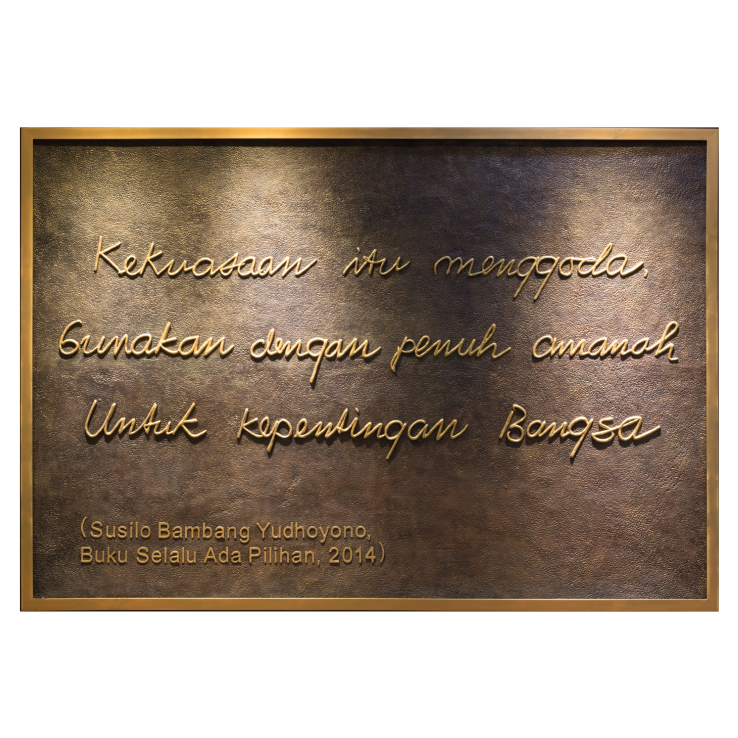 Kekuasaan itu menggoda,
Gunakan dengan penuh amanah
Untuk kepentingan Bangsa
(Susilo Bambang Yudhoyono,
Buku Selalu Ada Pilihan, 2014)